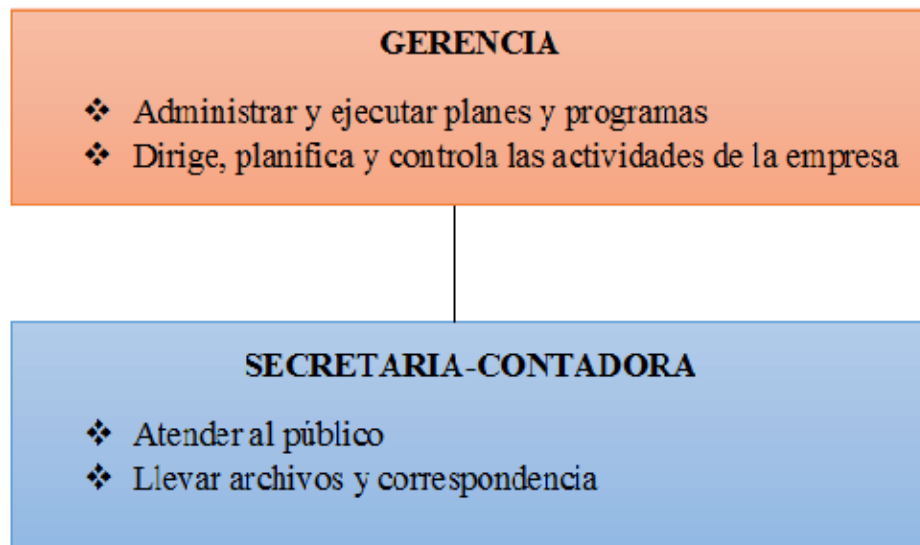 GERENCIA
❖ Administrar y ejecutar planes y programas
❖ Dirige, planifica y controla las actividades de la empresa
SECRETARIA-CONTADORA
❖ Atender al público
❖ Llevar archivos y correspondencia